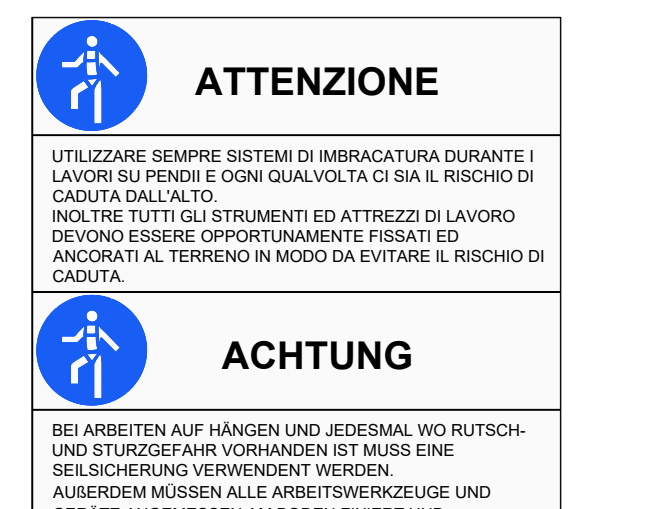 ATTENZIONE
UTILIZZARE SEMPRE SISTEMI DI IMBRACATURA DURANTE I
LAVORI SU PENDII E OGNI QUALVOLTA CI SIA IL RISCHIO DI
CADUTA DALL'ALTO.
INOLTRE TUTTI GLI STRUMENTI ED ATTREZZI DI LAVORO
DEVONO ESSERE OPPORTUNAMENTE FISSATI ED
ANCORATI AL TERRENO IN MODO DA EVITARE IL RISCHIO DI
CADUTA.
ACHTUNG
BEI ARBEITEN AUF HÄNGEN UND JEDESMAL WO RUTSCH-
UND STURZGEFAHR VORHANDEN IST MUSS EINE
SEILSICHERUNG VERWENDENT WERDEN.
AUßERDEM MÜSSEN ALLE ARBEITSWERKZEUGE UND